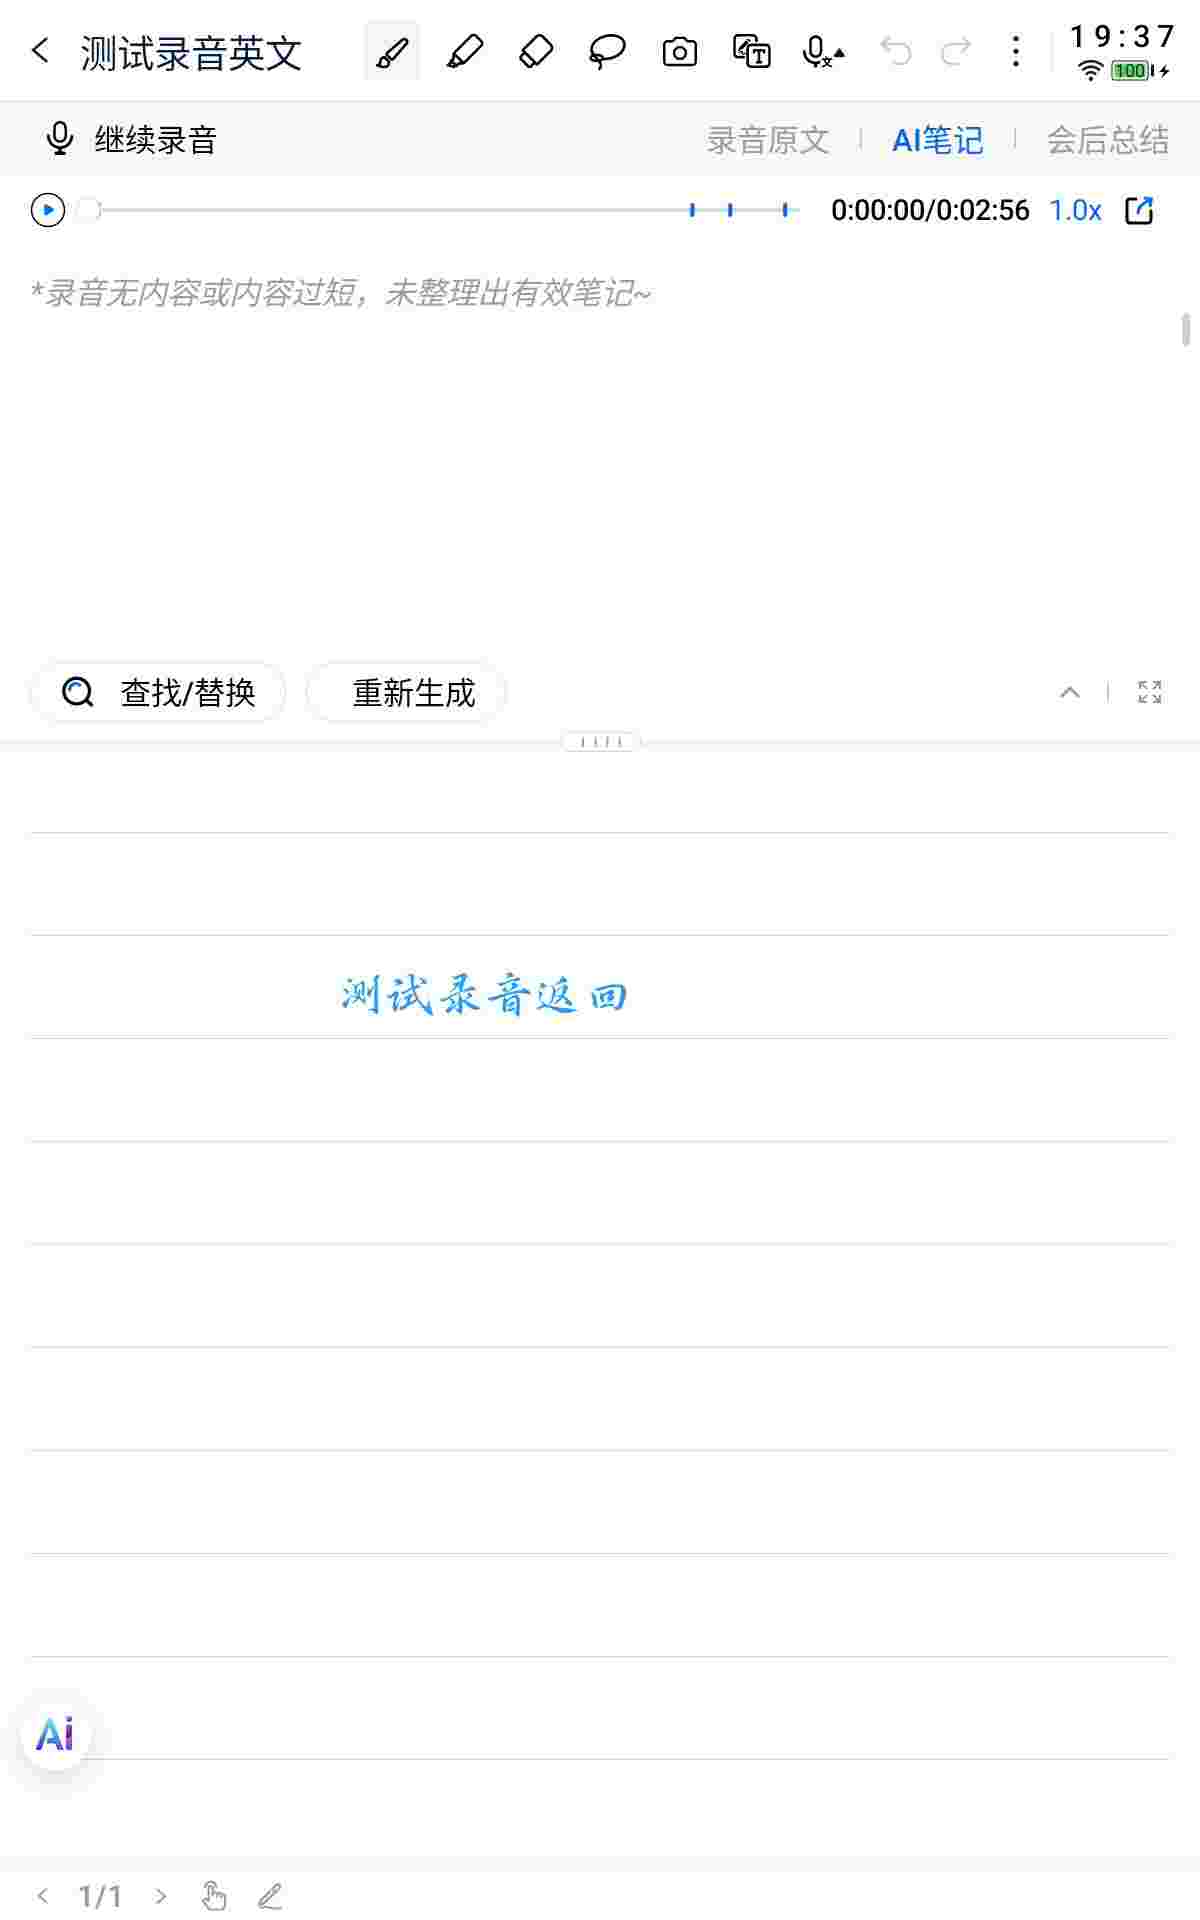 测试录音英文
19:37
100
继续录音 录音原文 AI笔记 会后总结
0:00:00/0:02:56 1.0x
*录音无内容或内容过短，未整理出有效笔记~
查找/替换 重新生成
测试录音返回
Ai
1/1